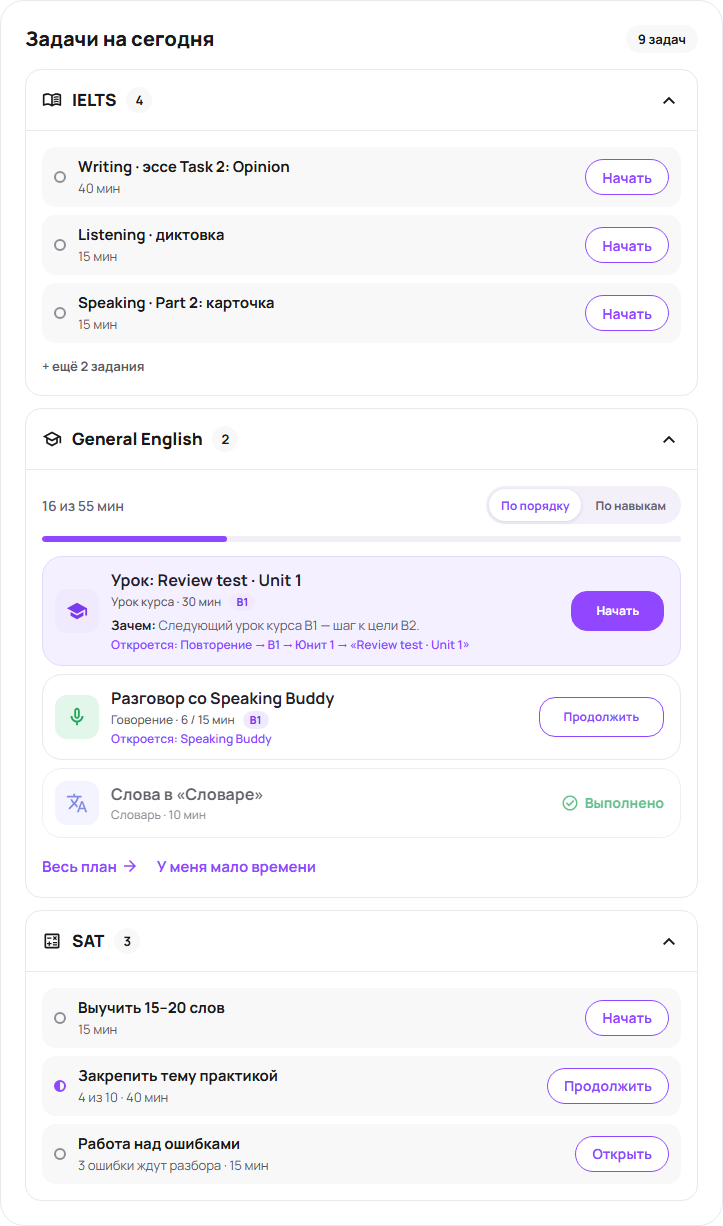 Задачи на сегодня
9 задач
IELTS 4
Writing · эссе Task 2: Opinion
40 мин
Начать
Listening · диктовка
15 мин
Начать
Speaking · Part 2: карточка
15 мин
Начать
+ ещё 2 задания
General English 2
16 из 55 мин
По порядку
По навыкам
Урок: Review test · Unit 1
Урок курса · 30 мин B1
Зачем: Следующий урок курса B1 — шаг к цели B2.
Откроется: Повторение → B1 → Юнит 1 → «Review test · Unit 1»
Начать
Разговор со Speaking Buddy
Говорение · 6 / 15 мин B1
Откроется: Speaking Buddy
Продолжить
Слова в «Словаре»
Словарь · 10 мин
Выполнено
Весь план →
У меня мало времени
SAT 3
Выучить 15–20 слов
15 мин
Начать
Закрепить тему практикой
4 из 10 · 40 мин
Продолжить
Работа над ошибками
3 ошибки ждут разбора · 15 мин
Открыть